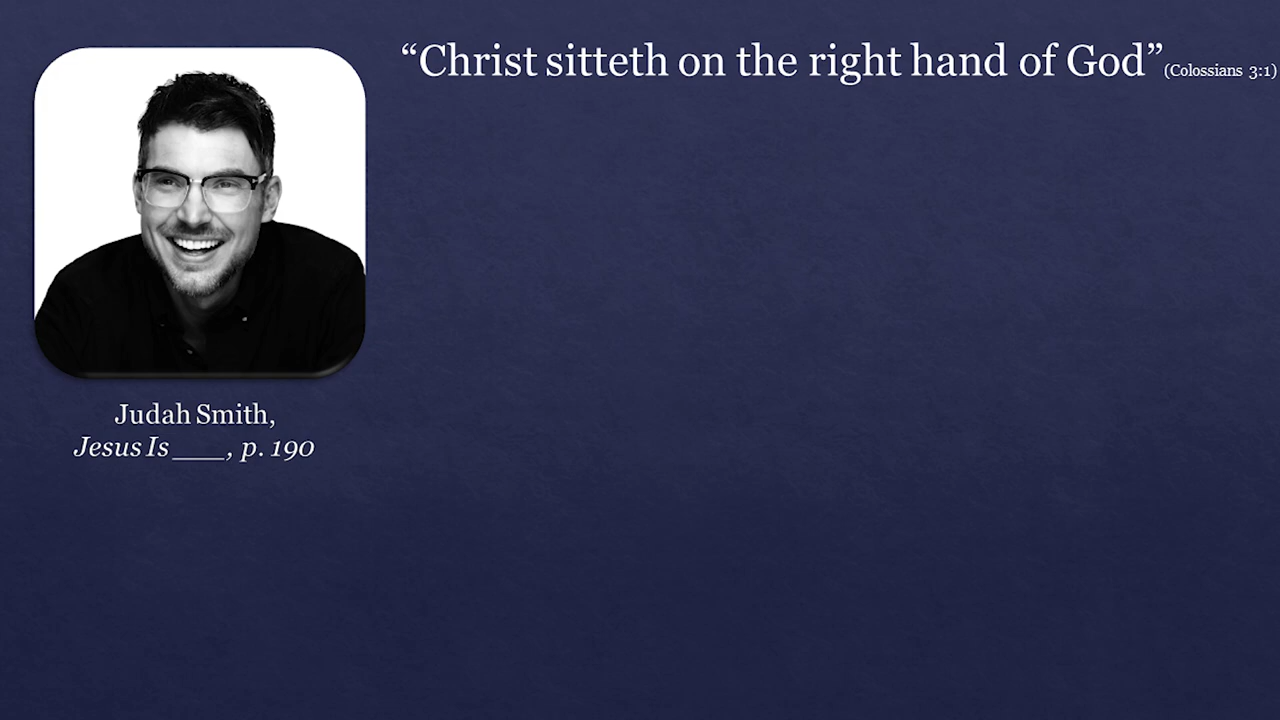 “Christ sitteth on the right hand of God” (Colossians 3:1)
Judah Smith,
Jesus Is ___, p. 190